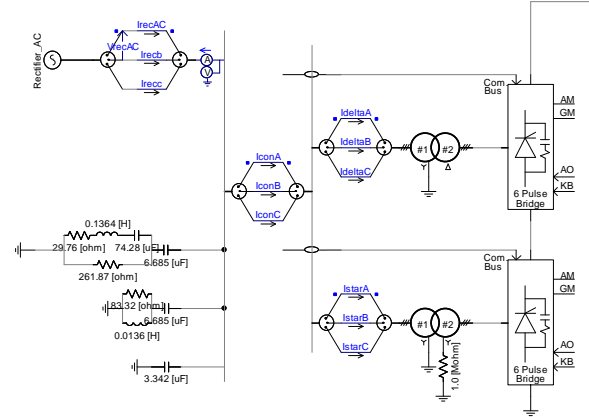 IrecAC
VrecAC
Irecb
Irecc
Rectifier_AC
A
V
Com.
Bus
AM
GM
IdeltaA
IdeltaB
IdeltaC
#1
#2
AO
KB
6 Pulse
Bridge
IconA
IconB
IconC
0.1364 [H]
29.76 [ohm]
74.28 [uF]
6.685 [uF]
261.87 [ohm]
83.32 [ohm]
6.685 [uF]
0.0136 [H]
3.342 [uF]
Com.
Bus
AM
GM
IstarA
IstarB
IstarC
#1
#2
1.0 [Mohm]
AO
KB
6 Pulse
Bridge